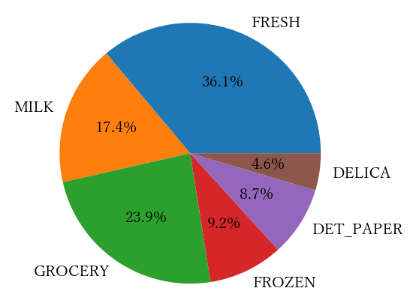 FRESH
36.1%
MILK
17.4%
GROCERY
23.9%
FROZEN
9.2%
DET_PAPER
8.7%
DELICA
4.6%